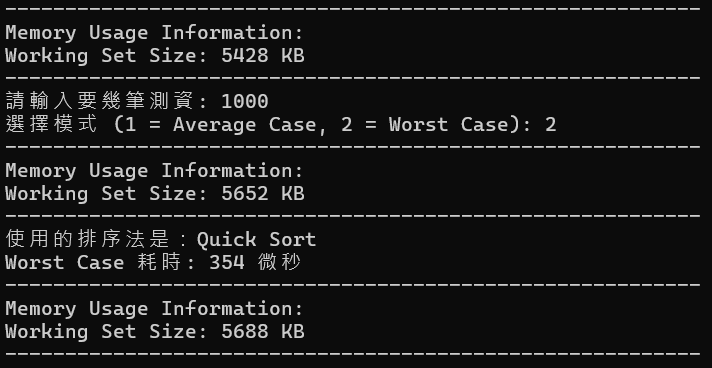 ------------------------------------------------------------
Memory Usage Information:
Working Set Size: 5428 KB
------------------------------------------------------------
請輸入要幾筆測資: 1000
選擇模式 (1 = Average Case, 2 = Worst Case): 2
------------------------------------------------------------
Memory Usage Information:
Working Set Size: 5652 KB
------------------------------------------------------------
使用的排序法是：Quick Sort
Worst Case 耗時: 354 微秒
------------------------------------------------------------
Memory Usage Information:
Working Set Size: 5688 KB
------------------------------------------------------------